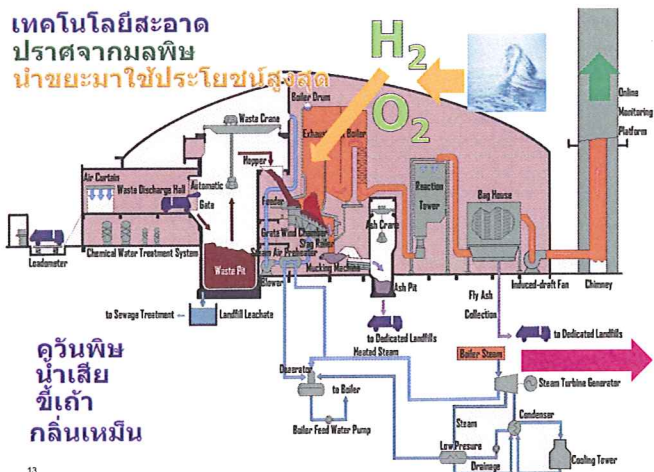 เทคโนโลยีสะอาด
ปราศจากมลพิษ
นำขยะมาใช้ประโยชน์สูงสุด
H2
O2
Boiler Drum
Waste Crane
Exhaust Boiler
Hopper
Online
Monitoring
Platform
Air Curtain
Waste Discharge Hall
Automatic
Gate
Feeder
Grate Wind Chamber
Slag Roller
Steam Air Preheater
Mucking Machine
Ash Crane
Reaction
Tower
Bag House
Leadometer
Chemical Water Treatment System
Waste Pit
Blower
Ash Pit
Induced-draft Fan
Chimney
Fly Ash
Collection
to Sewage Treatment
Landfill Leachate
to Dedicated Landfills
to Dedicated Landfills
Heated Steam
Boiler Steam
ควันพิษ
น้ำเสีย
ขี้เถ้า
กลิ่นเหม็น
Deaerator
to Boiler
Boiler Feed Water Pump
Steam Turbine Generator
Steam
Condenser
Low Pressure
Drainage
Cooling Tower
13